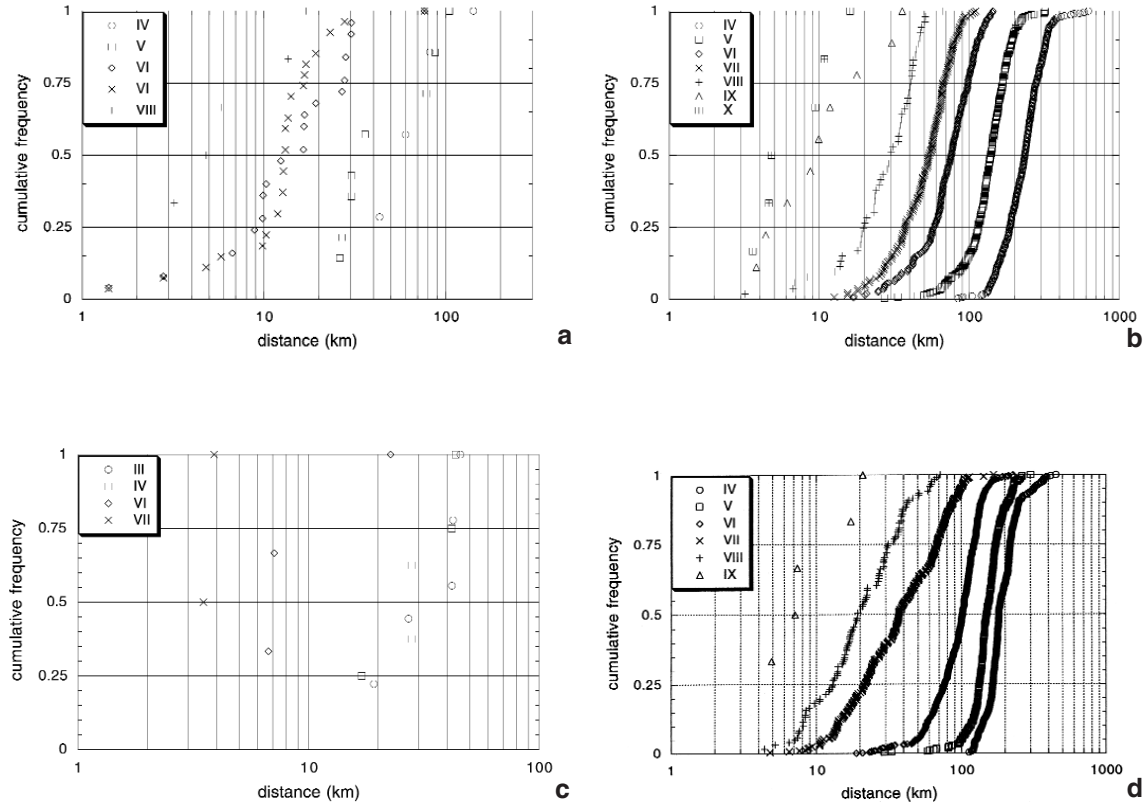 1
0.75
0.5
0.25
0
cumulative frequency
IV
V
VI
VI
VIII
1
10
100
distance (km)
a
1
0.75
0.5
0.25
0
cumulative frequency
IV
V
VI
VII
VIII
IX
X
1
10
100
1000
distance (km)
b
1
0.75
0.5
0.25
0
cumulative frequency
III
IV
VI
VII
1
10
100
distance (km)
c
1
0.75
0.5
0.25
0
cumulative frequency
IV
V
VI
VII
VIII
IX
1
10
100
1000
distance (km)
d